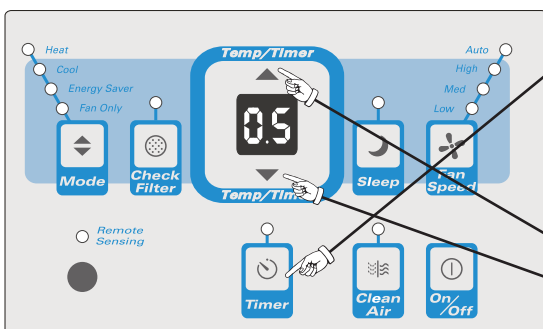 Temp/Timer
Heat
Auto
Cool
High
Energy Saver
Med
Fan Only
Low
0.5
Mode
Check
Filter
Sleep
Fan
Speed
Temp/Timer
Remote
Sensing
Timer
Clean
Air
On/Off